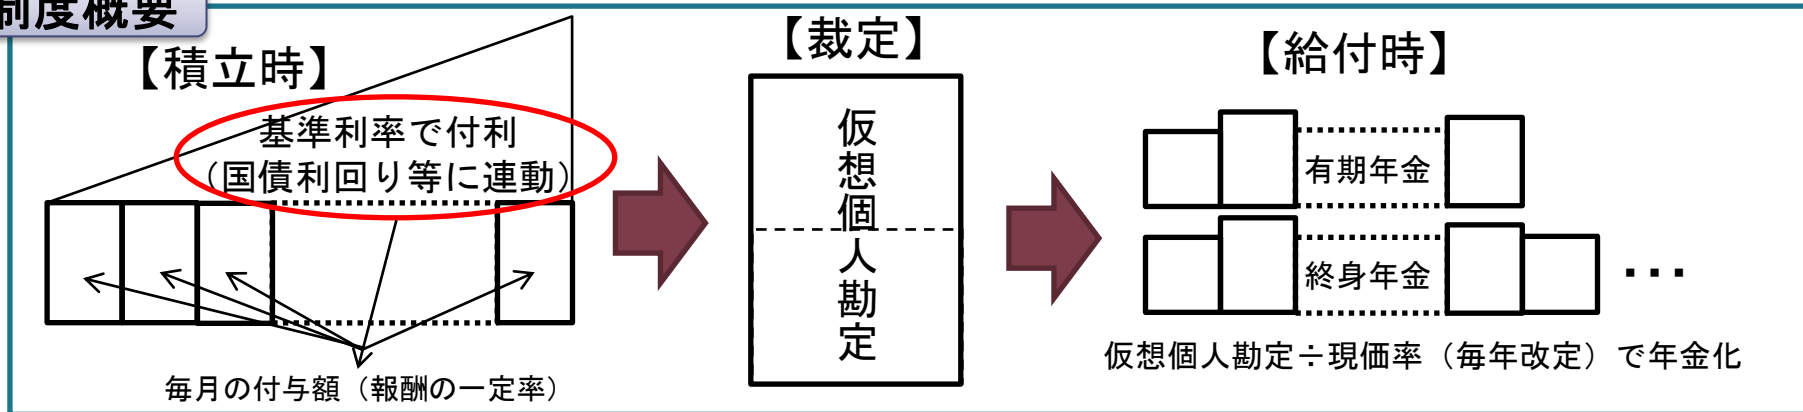 制度概要
【積立時】
基準利率で付利
（国債利回り等に連動）
毎月の付与額（報酬の一定率）
【裁定】
仮想個人勘定
【給付時】
有期年金
終身年金
・・・
仮想個人勘定÷現価率（毎年改定）で年金化